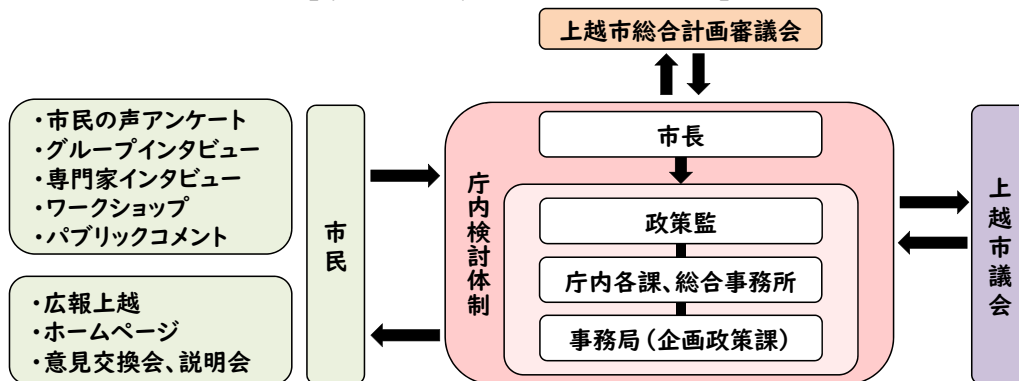 上越市総合計画審議会
・市民の声アンケート
・グループインタビュー
・専門家インタビュー
・ワークショップ
・パブリックコメント
・広報上越
・ホームページ
・意見交換会、説明会
市民
庁内検討体制
市長
政策監
庁内各課、総合事務所
事務局（企画政策課）
上越市議会